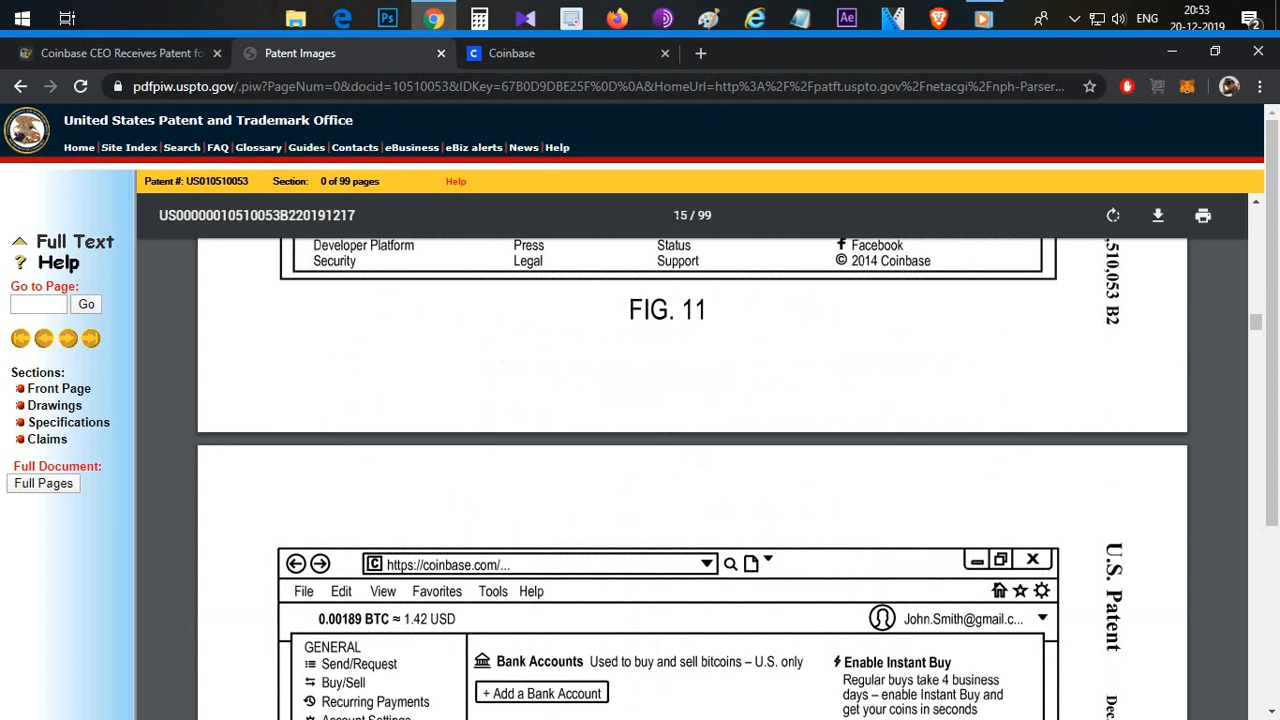 Ps
Ae
ENG
20:53
20-12-2019
2
Coinbase CEO Receives Patent for
Patent Images
Coinbase
pdfpiw.uspto.gov/.piw?PageNum=0&docid=10510053&IDKey=67B0D9DBE25F%0D%0A&HomeUrl=http%3A%2F%2Fpatft.uspto.gov%2Fnetacgi%2Fnph-Parser...
United States Patent and Trademark Office
Home | Site Index | Search | FAQ | Glossary | Guides | Contacts | eBusiness | eBiz alerts | News | Help
Patent #: US010510053 Section: 0 of 99 pages Help
US00000010510053B220191217
15 / 99
Full Text
Help
Go to Page:
Go
Sections:
Front Page
Drawings
Specifications
Claims
Full Document:
Full Pages
Developer Platform Press Status Facebook
Security Legal Support © 2014 Coinbase
FIG. 11
,510,053 B2
U.S. Patent
Dec.
C https://coinbase.com/...
File Edit View Favorites Tools Help
0.00189 BTC ≈ 1.42 USD
John.Smith@gmail.c...
GENERAL
Send/Request
Buy/Sell
Recurring Payments
Account Settings
Bank Accounts Used to buy and sell bitcoins – U.S. only
+ Add a Bank Account
Enable Instant Buy
Regular buys take 4 business
days – enable Instant Buy and
get your coins in seconds